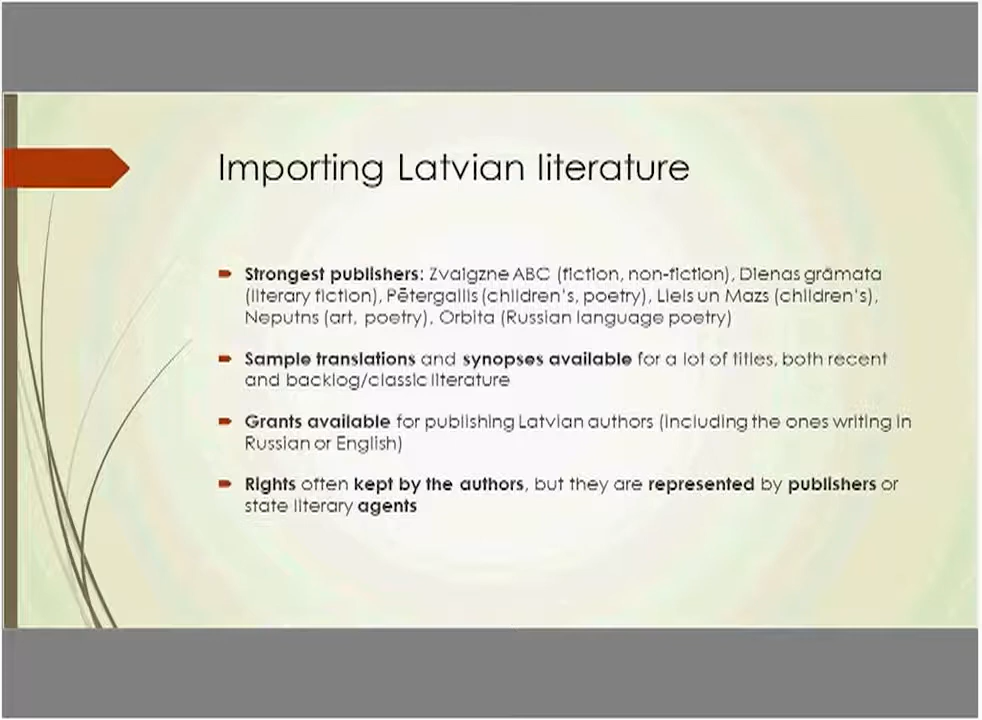 Importing Latvian literature
Strongest publishers: Zvaigzne ABC (fiction, non-fiction), Dienas grāmata
(literary fiction), Pētergailis (children's, poetry), Liels un Mazs (children's),
Neputns (art, poetry), Orbita (Russian language poetry)
Sample translations and synopses available for a lot of titles, both recent
and backlog/classic literature
Grants available for publishing Latvian authors (including the ones writing in
Russian or English)
Rights often kept by the authors, but they are represented by publishers or
state literary agents